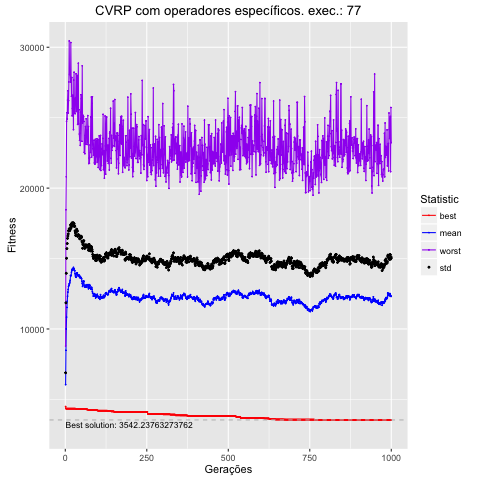 CVRP com operadores específicos. exec.: 77
30000
20000
10000
Fitness
Best solution: 3542.23763273762
0
250
500
750
1000
Gerações
Statistic
best
mean
worst
std